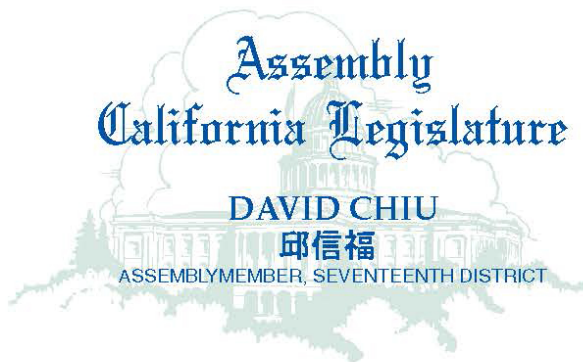 Assembly
California Legislature
DAVID CHIU
邱信福
ASSEMBLYMEMBER, SEVENTEENTH DISTRICT